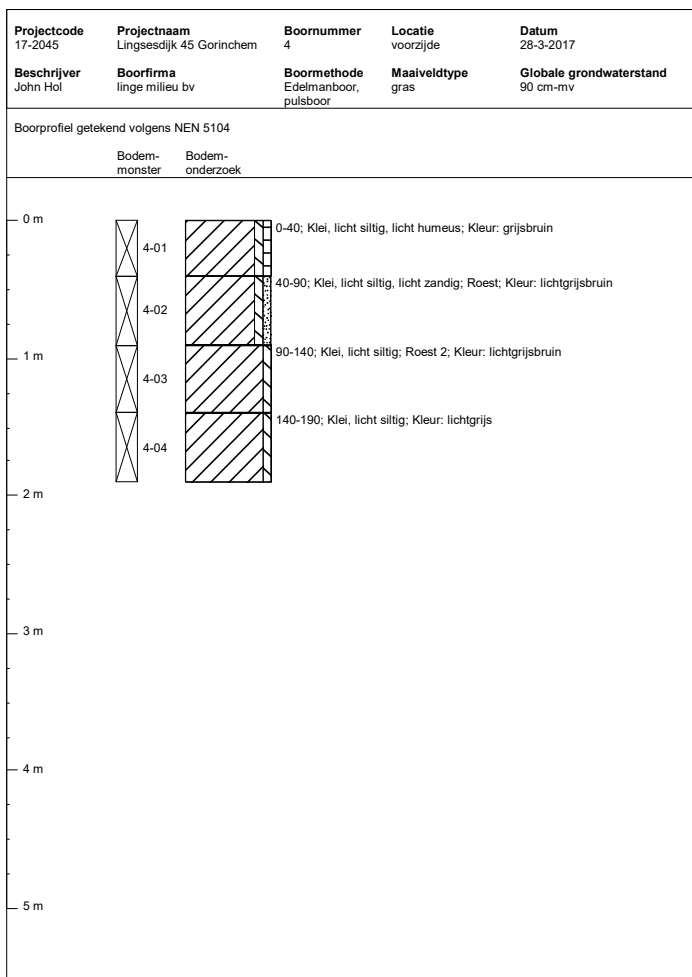 Projectcode Projectnaam Boornummer Locatie Datum
17-2045 Lingsesdijk 45 Gorinchem 4 voorzijde 28-3-2017
Beschrijver Boorfirma Boormethode Maaiveldtype Globale grondwaterstand
John Hol linge milieu bv Edelmanboor, gras 90 cm-mv
pulsboor
Boorprofiel getekend volgens NEN 5104
Bodem- Bodem-
monster onderzoek
0 m
0-40; Klei, licht siltig, licht humeus; Kleur: grijsbruin
4-01
40-90; Klei, licht siltig, licht zandig; Roest; Kleur: lichtgrijsbruin
4-02
1 m
90-140; Klei, licht siltig; Roest 2; Kleur: lichtgrijsbruin
4-03
140-190; Klei, licht siltig; Kleur: lichtgrijs
4-04
2 m
3 m
4 m
5 m